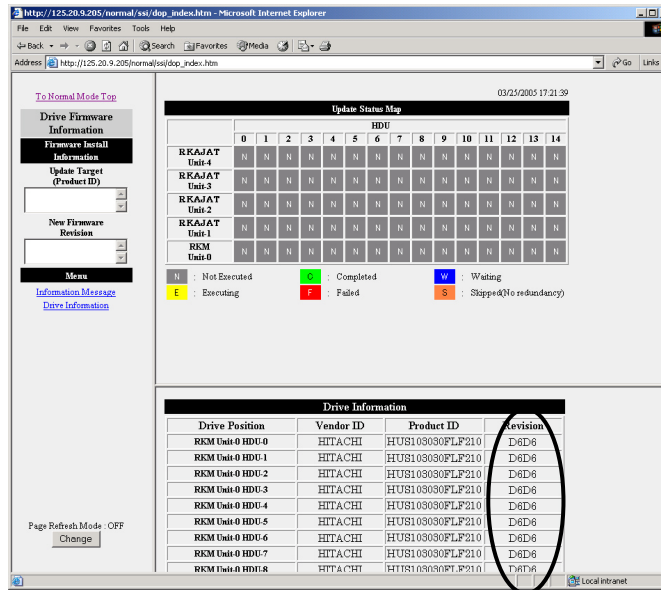 http://125.20.9.205/normal/ssi/dop_index.htm - Microsoft Internet Explorer
File Edit View Favorites Tools Help
Back Search Favorites Media
Address http://125.20.9.205/normal/ssi/dop_index.htm Go Links
To Normal Mode Top
Drive Firmware
Information
Firmware Install
Information
Update Target
(Product ID)
New Firmware
Revision
Menu
Information Message
Drive Information
Page Refresh Mode : OFF
Change
03/25/2005 17:21:39
Update Status Map
HDU
0 1 2 3 4 5 6 7 8 9 10 11 12 13 14
RKAJAT
Unit-4 N N N N N N N N N N N N N N N
RKAJAT
Unit-3 N N N N N N N N N N N N N N N
RKAJAT
Unit-2 N N N N N N N N N N N N N N N
RKAJAT
Unit-1 N N N N N N N N N N N N N N N
RKM
Unit-0 N N N N N N N N N N N N N N N
N : Not Executed C : Completed W : Waiting
E : Executing F : Failed S : Skipped(No redundancy)
Drive Information
Drive Position Vendor ID Product ID Revision
RKM Unit-0 HDU-0 HITACHI HUS103030FLF210 D6D6
RKM Unit-0 HDU-1 HITACHI HUS103030FLF210 D6D6
RKM Unit-0 HDU-2 HITACHI HUS103030FLF210 D6D6
RKM Unit-0 HDU-3 HITACHI HUS103030FLF210 D6D6
RKM Unit-0 HDU-4 HITACHI HUS103030FLF210 D6D6
RKM Unit-0 HDU-5 HITACHI HUS103030FLF210 D6D6
RKM Unit-0 HDU-6 HITACHI HUS103030FLF210 D6D6
RKM Unit-0 HDU-7 HITACHI HUS103030FLF210 D6D6
RKM Unit-0 HDU-8 HITACHI HUS103030FLF210 D6D6
Local intranet